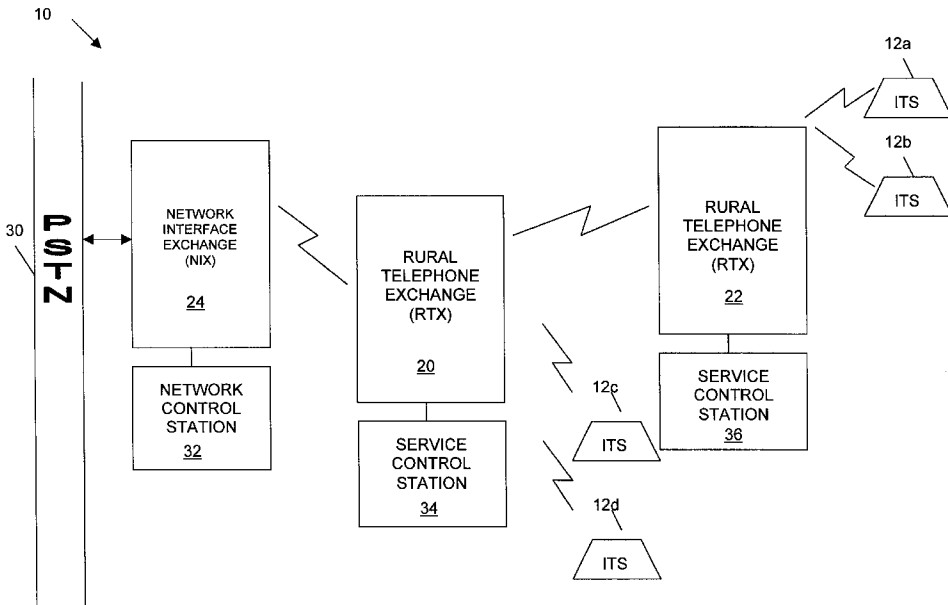 10
30
PSTN
NETWORK
INTERFACE
EXCHANGE
(NIX)
24
NETWORK
CONTROL
STATION
32
RURAL
TELEPHONE
EXCHANGE
(RTX)
20
SERVICE
CONTROL
STATION
34
RURAL
TELEPHONE
EXCHANGE
(RTX)
22
SERVICE
CONTROL
STATION
36
12a
ITS
12b
ITS
12c
ITS
12d
ITS